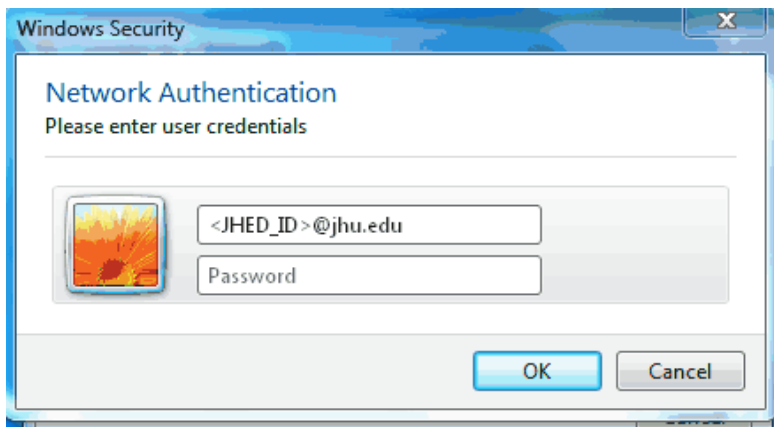 Windows Security
Network Authentication
Please enter user credentials
<JHED_ID>@jhu.edu
Password
OK Cancel